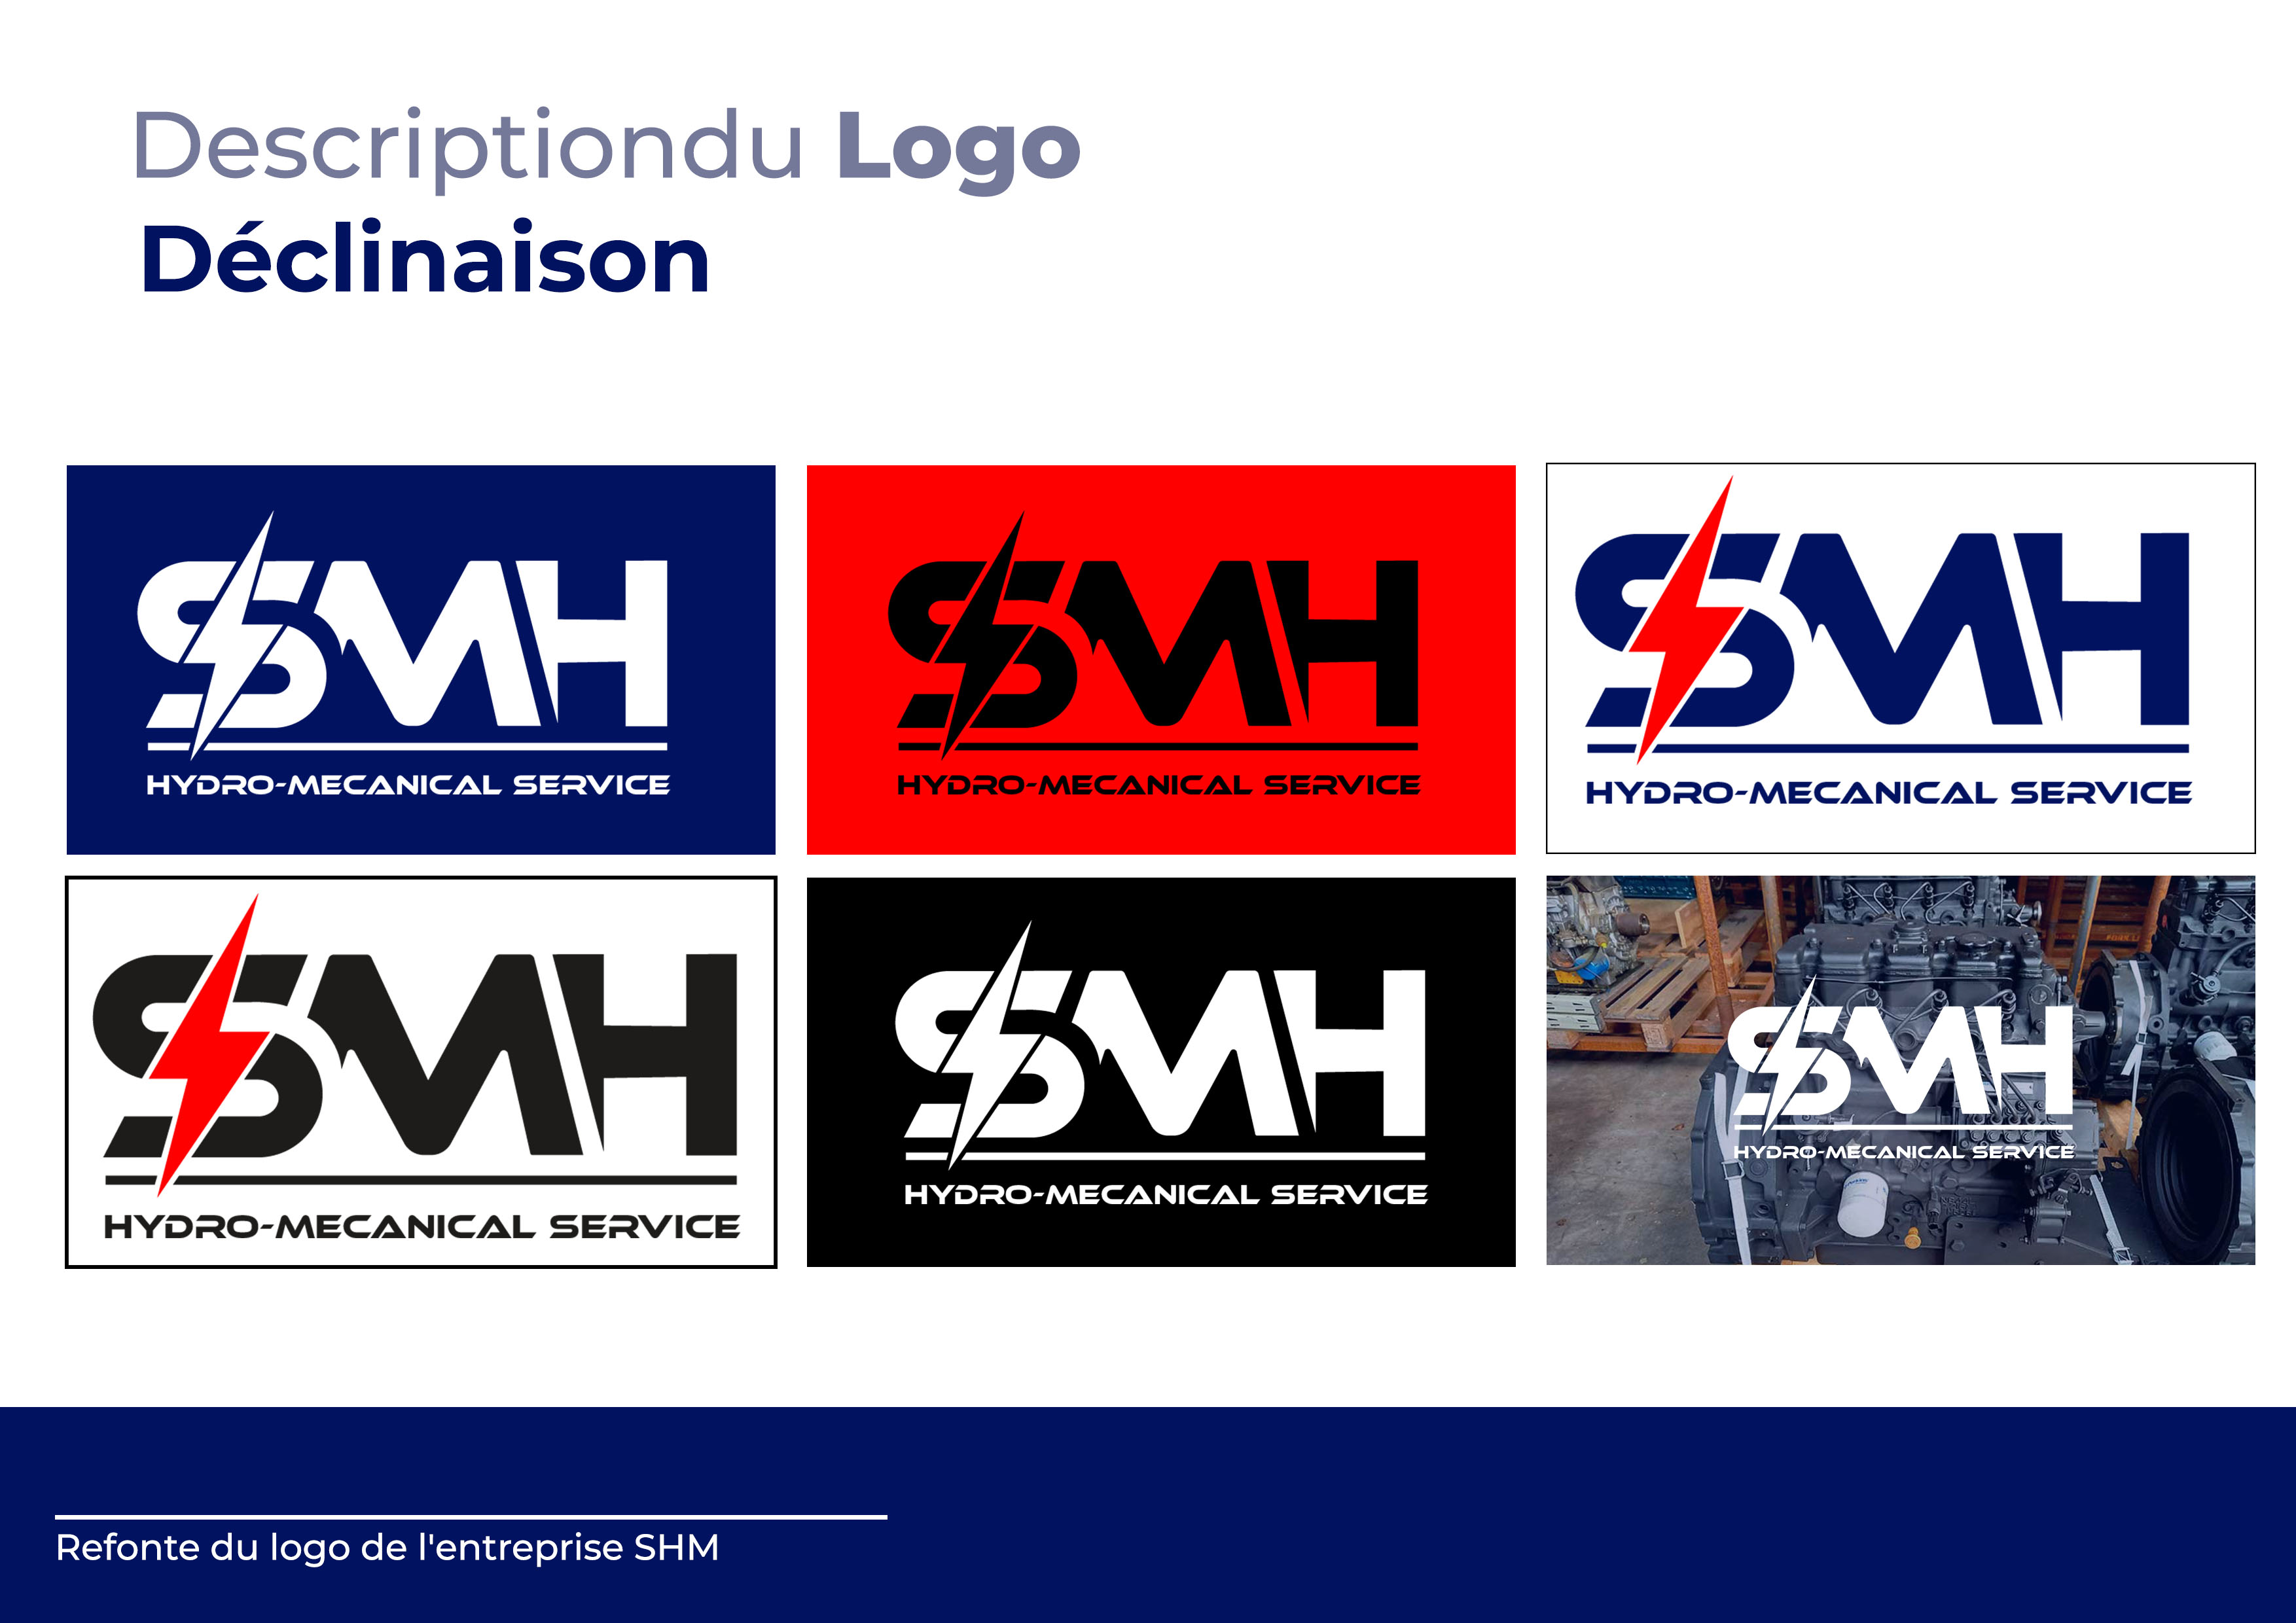 Descriptiondu Logo
Déclinaison
SMH
HYDRO-MECANICAL SERVICE
SMH
HYDRO-MECANICAL SERVICE
SMH
HYDRO-MECANICAL SERVICE
SMH
HYDRO-MECANICAL SERVICE
SMH
HYDRO-MECANICAL SERVICE
SMH
HYDRO-MECANICAL SERVICE
Refonte du logo de l'entreprise SHM